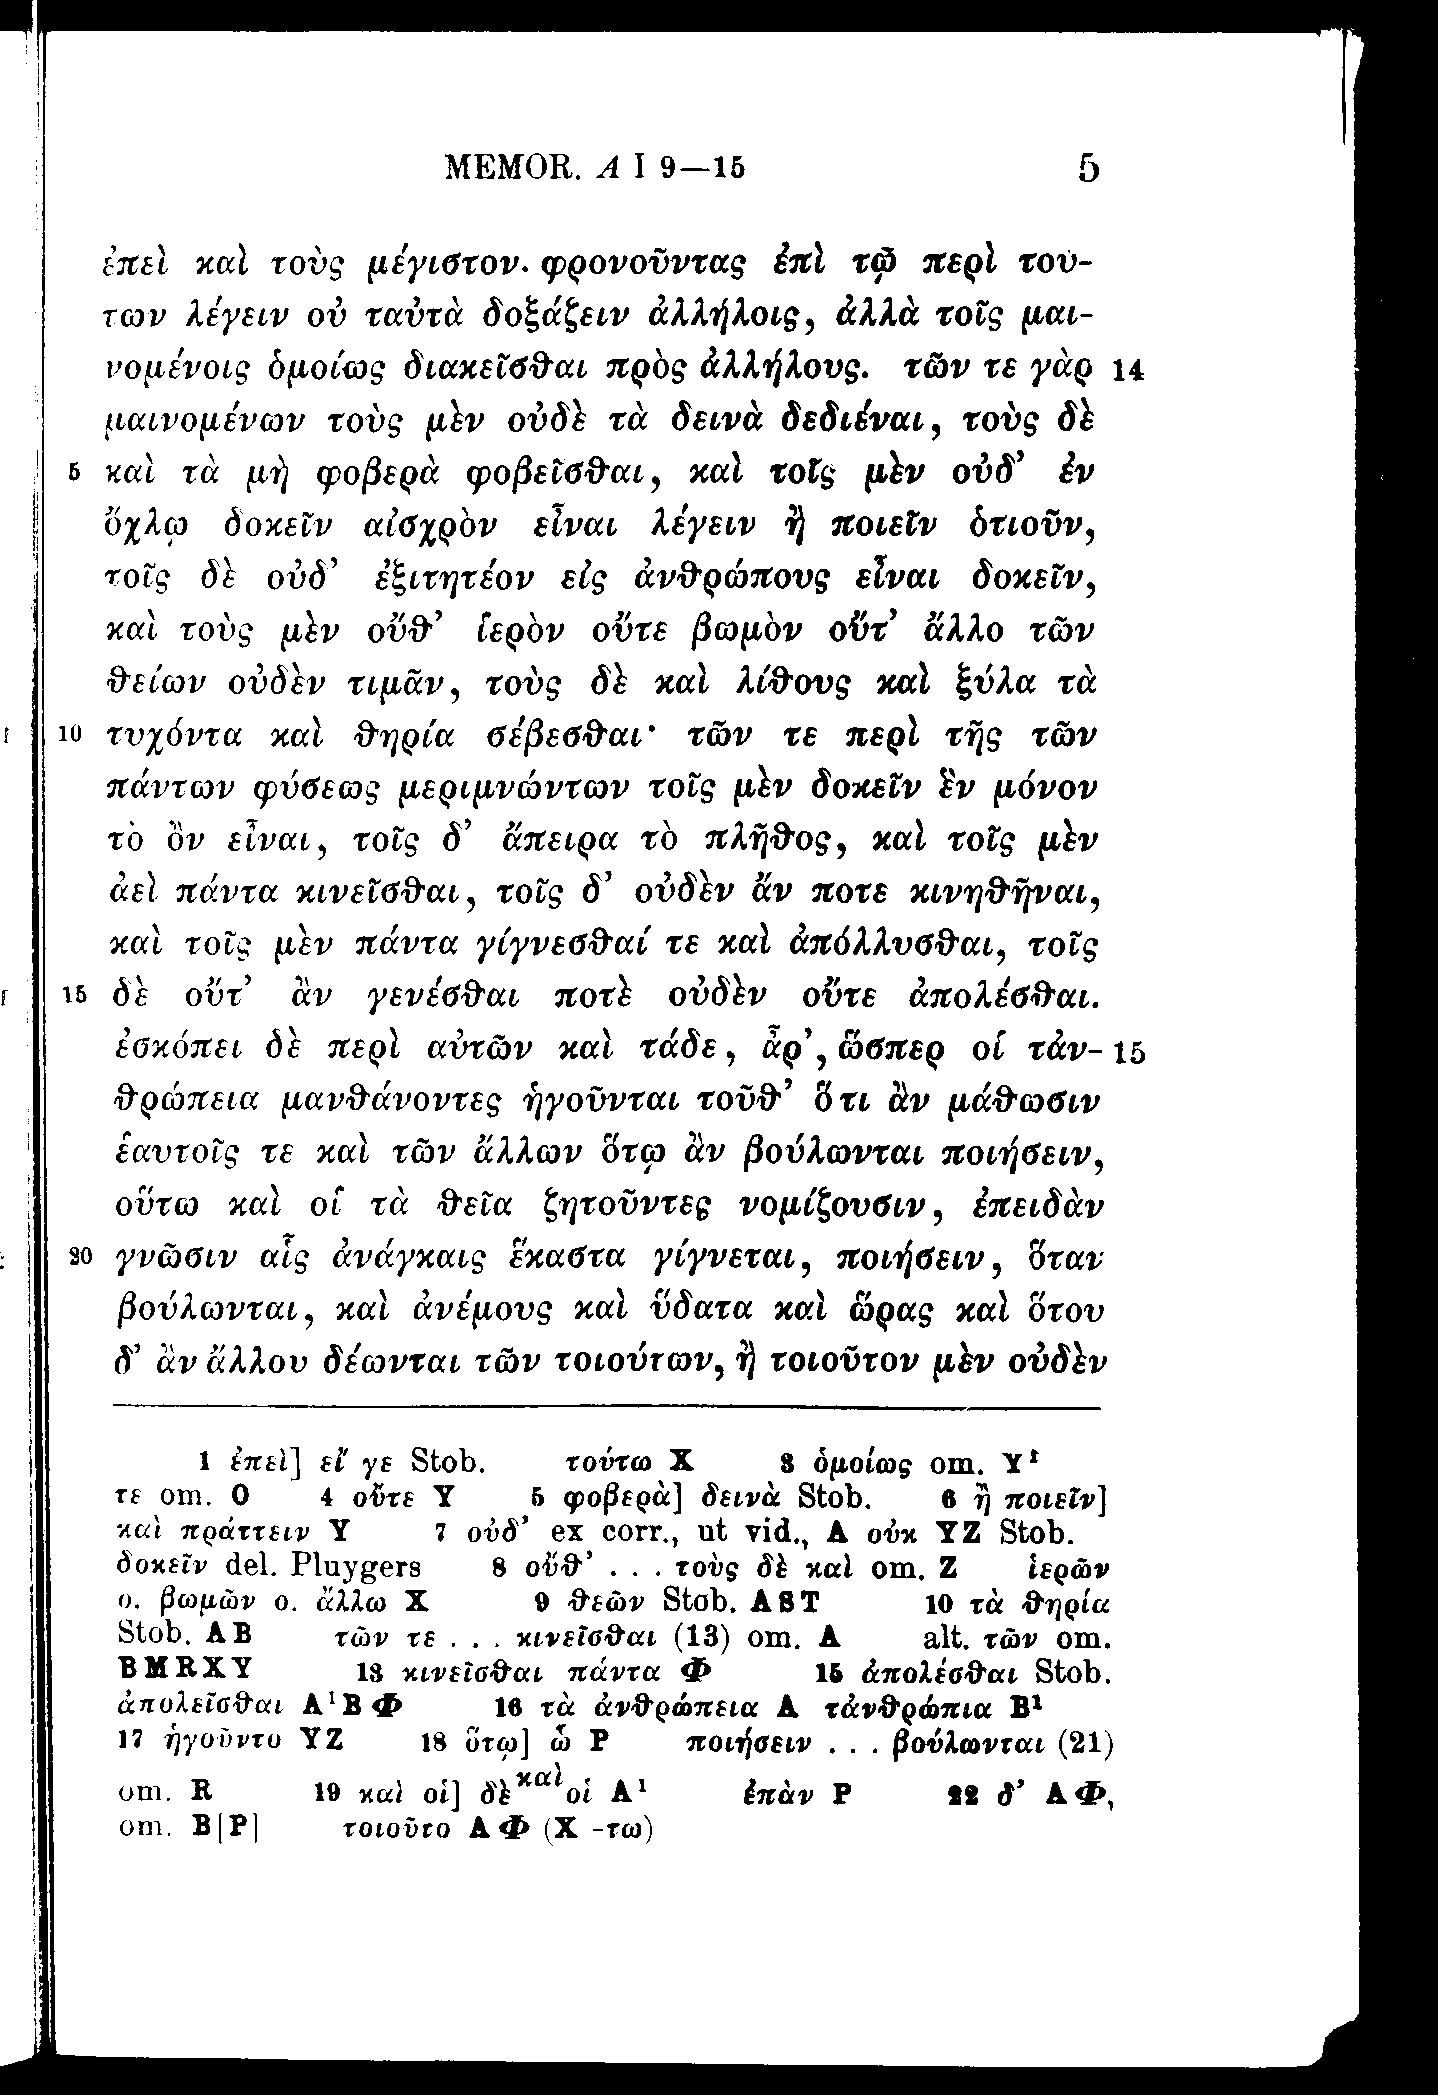 MEMOR. Α I 9—15 5
ἐπεὶ καὶ τοὺς μέγιστον φρονοῦντας ἐπὶ τῷ περὶ τού-
των λέγειν οὐ ταὐτὰ δοξάζειν ἀλλήλοις, ἀλλὰ τοῖς μαι-
νομένοις ὁμοίως διακεῖσθαι πρὸς ἀλλήλους. τῶν τε γὰρ 14
μαινομένων τοὺς μὲν οὐδὲ τὰ δεινὰ δεδιέναι, τοὺς δὲ
5 καὶ τὰ μὴ φοβερὰ φοβεῖσθαι, καὶ τοῖς μὲν οὐδ’ ἐν
ὄχλῳ δοκεῖν αἰσχρὸν εἶναι λέγειν ἢ ποιεῖν ὁτιοῦν,
τοῖς δὲ οὐδ’ ἐξιτητέον εἰς ἀνθρώπους εἶναι δοκεῖν,
καὶ τοὺς μὲν οὔθ’ ἱερὸν οὔτε βωμὸν οὔτ’ ἄλλο τῶν
θείων οὐδὲν τιμᾶν, τοὺς δὲ καὶ λίθους καὶ ξύλα τὰ
10 τυχόντα καὶ θηρία σέβεσθαι· τῶν τε περὶ τῆς τῶν
πάντων φύσεως μεριμνώντων τοῖς μὲν δοκεῖν ἓν μόνον
τὸ ὂν εἶναι, τοῖς δ’ ἄπειρα τὸ πλῆθος, καὶ τοῖς μὲν
ἀεὶ πάντα κινεῖσθαι, τοῖς δ’ οὐδὲν ἄν ποτε κινηθῆναι,
καὶ τοῖς μὲν πάντα γίγνεσθαί τε καὶ ἀπόλλυσθαι, τοῖς
15 δὲ οὔτ’ ἂν γενέσθαι ποτὲ οὐδὲν οὔτε ἀπολέσθαι.
ἐσκόπει δὲ περὶ αὐτῶν καὶ τάδε, ἆρ’, ὥσπερ οἱ τἀν- 15
θρώπεια μανθάνοντες ἡγοῦνται τοῦθ’ ὅ τι ἂν μάθωσιν
ἑαυτοῖς τε καὶ τῶν ἄλλων ὅτῳ ἂν βούλωνται ποιήσειν,
οὕτω καὶ οἱ τὰ θεῖα ζητοῦντες νομίζουσιν, ἐπειδὰν
20 γνῶσιν αἷς ἀνάγκαις ἕκαστα γίγνεται, ποιήσειν, ὅταν
βούλωνται, καὶ ἀνέμους καὶ ὕδατα καὶ ὥρας καὶ ὅτου
δ’ ἂν ἄλλου δέωνται τῶν τοιούτων, ἢ τοιοῦτον μὲν οὐδὲν
1 ἐπεὶ] εἴ γε Stob. τούτω X 3 ὁμοίως om. Y¹
τε om. O 4 οὔτε Y 5 φοβερὰ] δεινὰ Stob. 6 ἢ ποιεῖν]
καὶ πράττειν Y 7 οὐδ’ ex corr., ut vid., A οὐκ YZ Stob.
δοκεῖν del. Pluygers 8 οὔθ’ . . . τοὺς δὲ καὶ om. Z ἱερῶν
ο. βωμῶν ο. ἄλλω X 9 θεῶν Stob. AST 10 τὰ θηρία
Stob. AB τῶν τε . . . κινεῖσθαι (13) om. A alt. τῶν om.
BMRXY 13 κινεῖσθαι πάντα Φ 15 ἀπολέσθαι Stob.
ἀπολεῖσθαι A¹BΦ 16 τὰ ἀνθρώπεια A τἀνθρώπια B¹
17 ἡγοῦντο YZ 18 ὅτῳ] ᾧ P ποιήσειν . . . βούλωνται (21)
om. R 19 καὶ οἱ] δὲ καὶ οἱ A¹ ἐπὰν P 22 δ’ AΦ,
om. B[P] τοιοῦτο AΦ (X -τω)